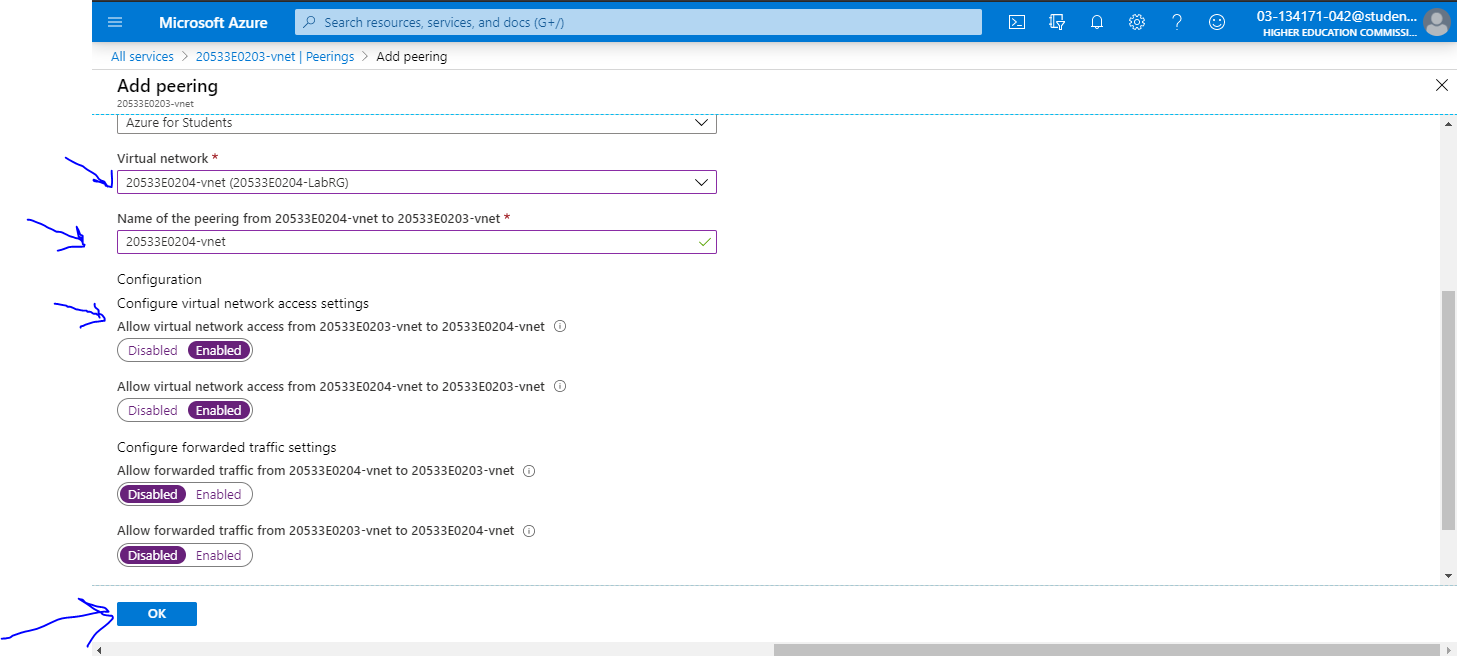 Microsoft Azure
Search resources, services, and docs (G+/)
03-134171-042@studen...
HIGHER EDUCATION COMMISSI...
All services > 20533E0203-vnet | Peerings > Add peering
Add peering
20533E0203-vnet
Azure for Students
Virtual network *
20533E0204-vnet (20533E0204-LabRG)
Name of the peering from 20533E0204-vnet to 20533E0203-vnet *
20533E0204-vnet
Configuration
Configure virtual network access settings
Allow virtual network access from 20533E0203-vnet to 20533E0204-vnet
Disabled Enabled
Allow virtual network access from 20533E0204-vnet to 20533E0203-vnet
Disabled Enabled
Configure forwarded traffic settings
Allow forwarded traffic from 20533E0204-vnet to 20533E0203-vnet
Disabled Enabled
Allow forwarded traffic from 20533E0203-vnet to 20533E0204-vnet
Disabled Enabled
OK